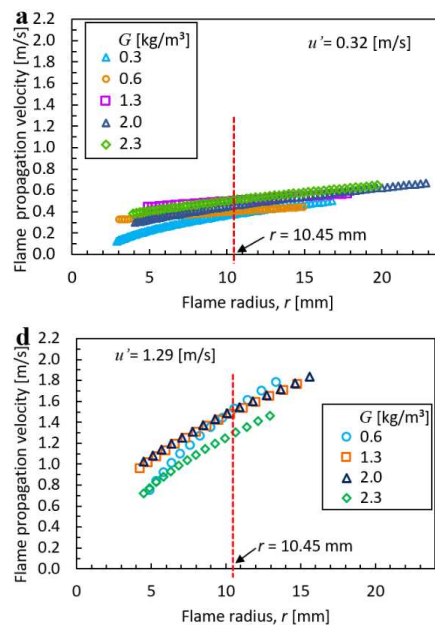 a
G [kg/m³]
0.3
0.6
1.3
2.0
2.3
u'= 0.32 [m/s]
Flame propagation velocity [m/s]
2.2
2.0
1.8
1.6
1.4
1.2
1.0
0.8
0.6
0.4
0.2
0.0
r = 10.45 mm
0 5 10 15 20
Flame radius, r [mm]
d
u'= 1.29 [m/s]
Flame propagation velocity [m/s]
2.2
2.0
1.8
1.6
1.4
1.2
1.0
0.8
0.6
0.4
0.2
0.0
G [kg/m³]
0.6
1.3
2.0
2.3
r = 10.45 mm
0 5 10 15 20
Flame radius, r [mm]